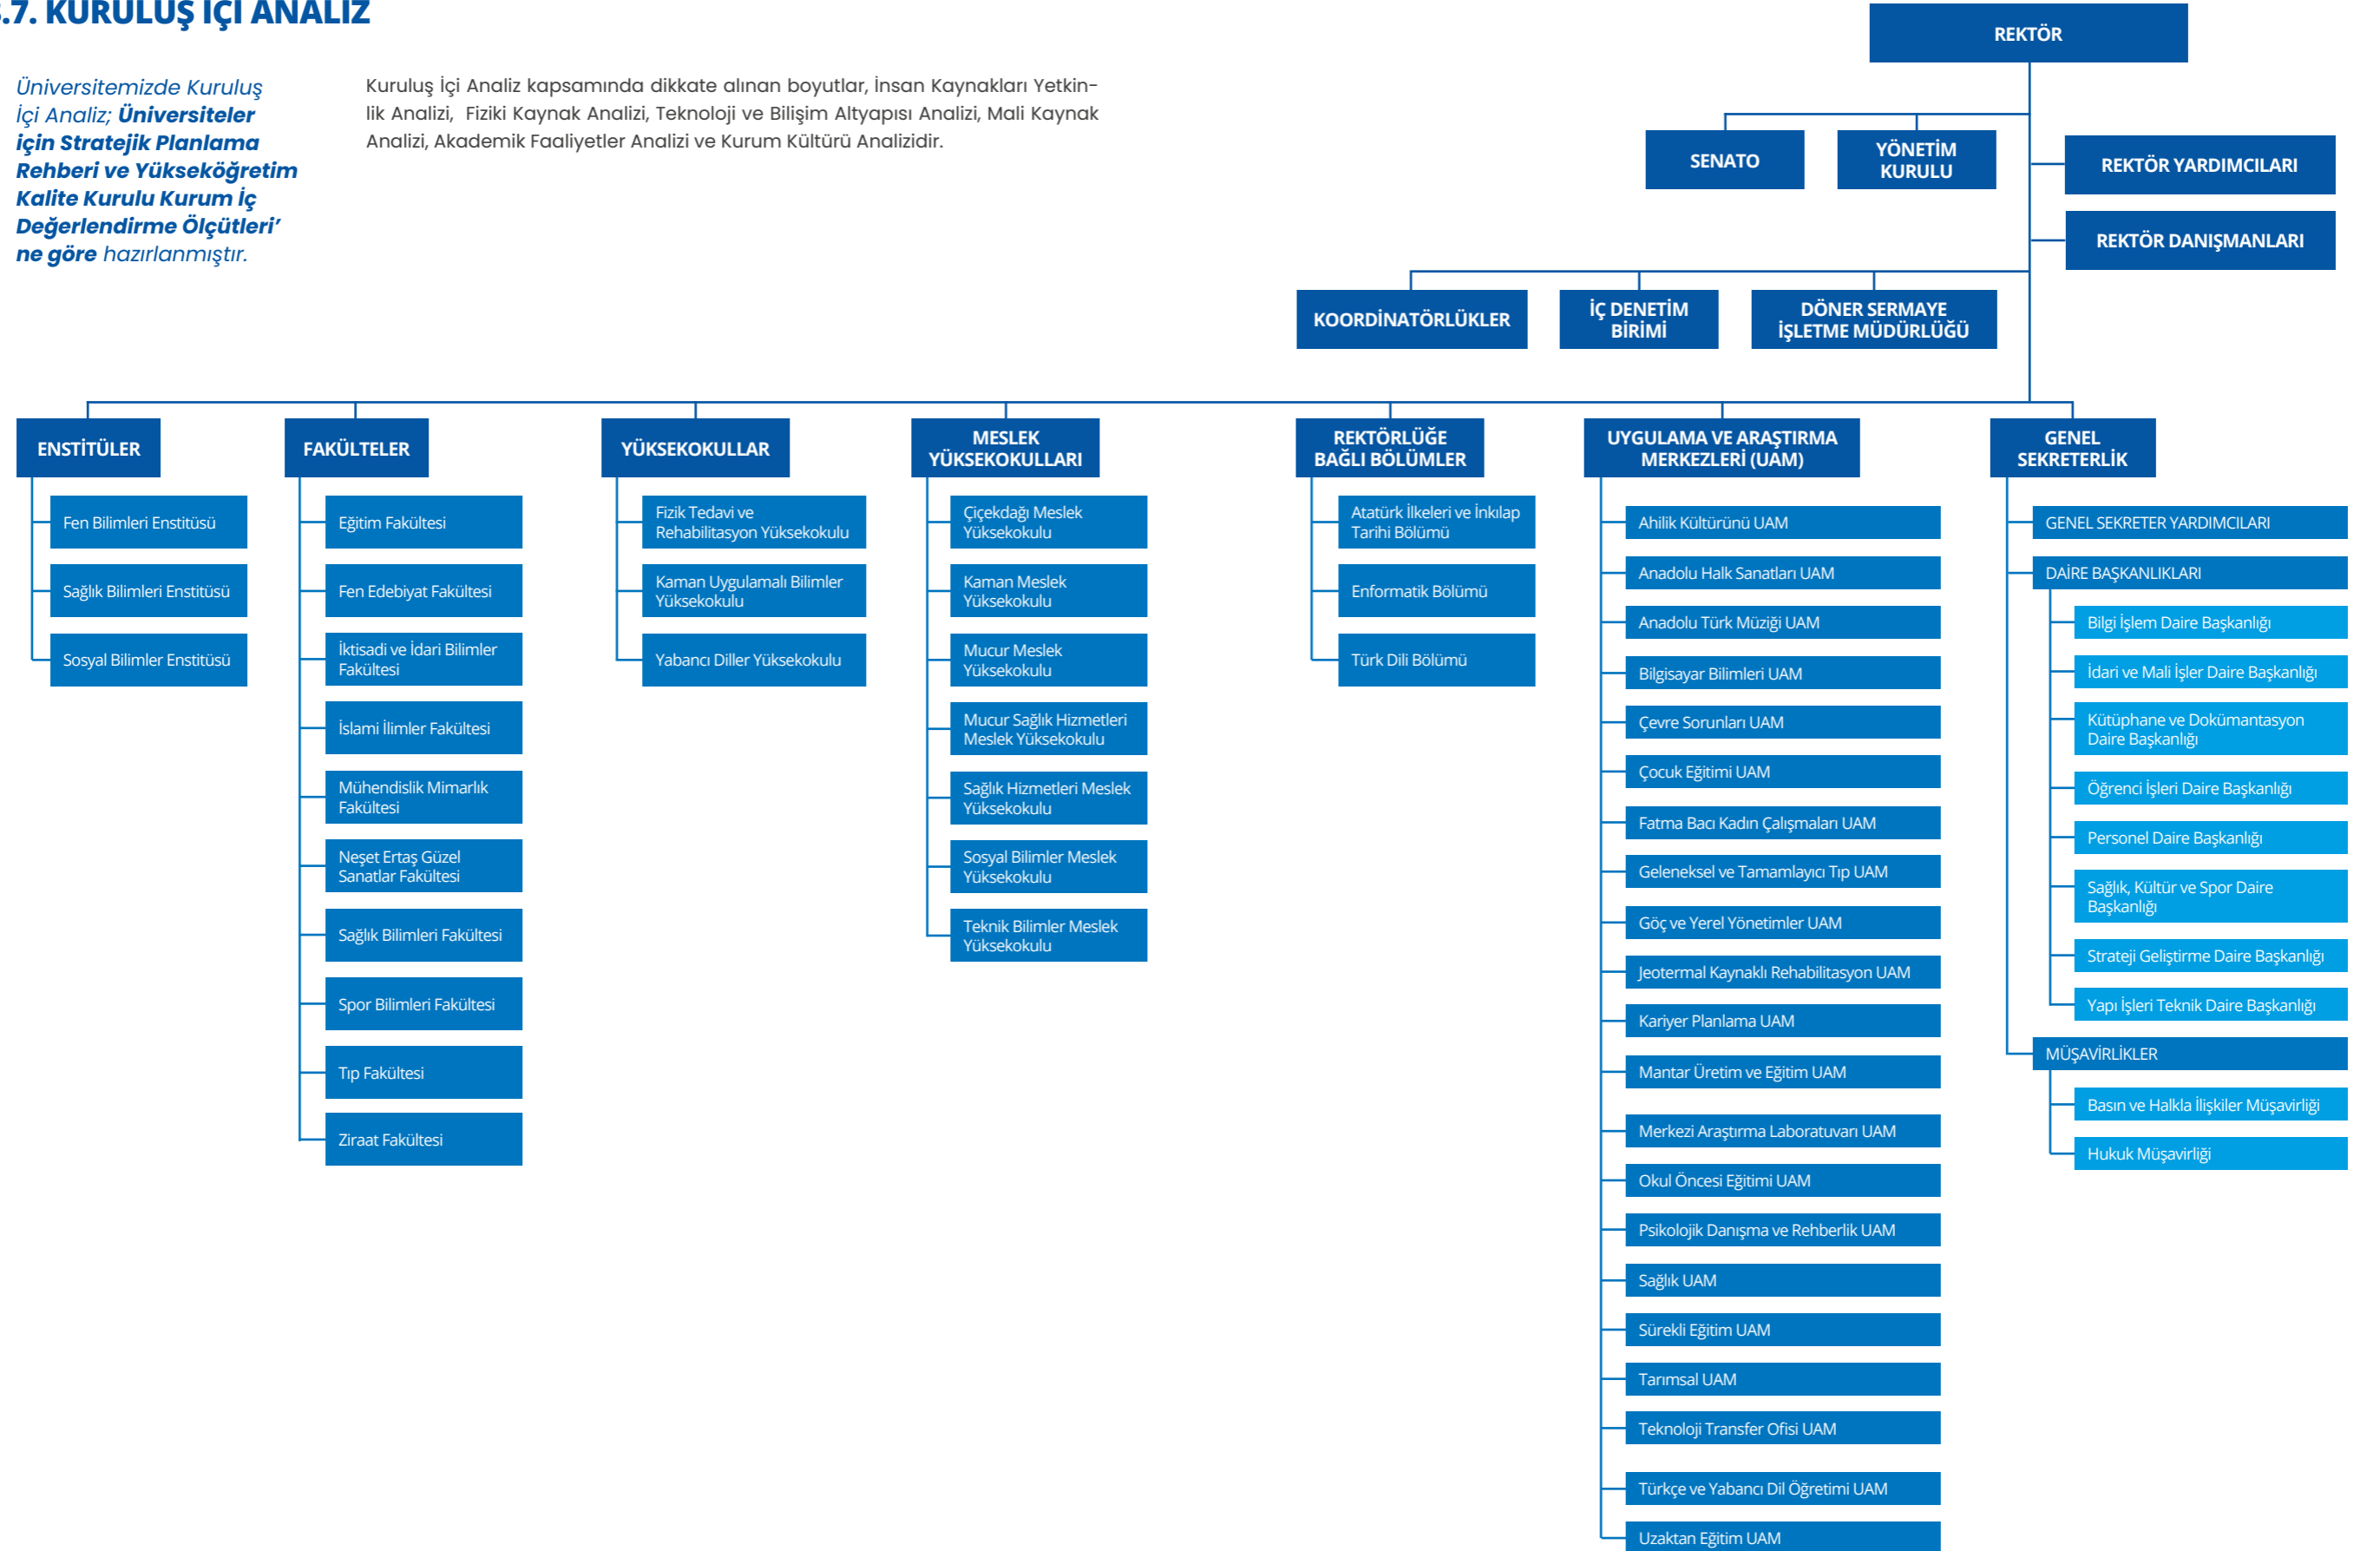 .7. KURULUŞ İÇİ ANALİZ
Üniversitemizde Kuruluş
İçi Analiz; Üniversiteler
için Stratejik Planlama
Rehberi ve Yükseköğretim
Kalite Kurulu Kurum İç
Değerlendirme Ölçütleri’
ne göre hazırlanmıştır.
Kuruluş İçi Analiz kapsamında dikkate alınan boyutlar, İnsan Kaynakları Yetkin-
lik Analizi, Fiziki Kaynak Analizi, Teknoloji ve Bilişim Altyapısı Analizi, Mali Kaynak
Analizi, Akademik Faaliyetler Analizi ve Kurum Kültürü Analizidir.
REKTÖR
SENATO
YÖNETİM
KURULU
REKTÖR YARDIMCILARI
REKTÖR DANIŞMANLARI
KOORDİNATÖRLÜKLER
İÇ DENETİM
BİRİMİ
DÖNER SERMAYE
İŞLETME MÜDÜRLÜĞÜ
ENSTİTÜLER
Fen Bilimleri Enstitüsü
Sağlık Bilimleri Enstitüsü
Sosyal Bilimler Enstitüsü
FAKÜLTELER
Eğitim Fakültesi
Fen Edebiyat Fakültesi
İktisadi ve İdari Bilimler
Fakültesi
İslami İlimler Fakültesi
Mühendislik Mimarlık
Fakültesi
Neşet Ertaş Güzel
Sanatlar Fakültesi
Sağlık Bilimleri Fakültesi
Spor Bilimleri Fakültesi
Tıp Fakültesi
Ziraat Fakültesi
YÜKSEKOKULLAR
Fizik Tedavi ve
Rehabilitasyon Yüksekokulu
Kaman Uygulamalı Bilimler
Yüksekokulu
Yabancı Diller Yüksekokulu
MESLEK
YÜKSEKOKULLARI
Çiçekdağı Meslek
Yüksekokulu
Kaman Meslek
Yüksekokulu
Mucur Meslek
Yüksekokulu
Mucur Sağlık Hizmetleri
Meslek Yüksekokulu
Sağlık Hizmetleri Meslek
Yüksekokulu
Sosyal Bilimler Meslek
Yüksekokulu
Teknik Bilimler Meslek
Yüksekokulu
REKTÖRLÜĞE
BAĞLI BÖLÜMLER
Atatürk İlkeleri ve İnkılap
Tarihi Bölümü
Enformatik Bölümü
Türk Dili Bölümü
UYGULAMA VE ARAŞTIRMA
MERKEZLERİ (UAM)
Ahilik Kültürünü UAM
Anadolu Halk Sanatları UAM
Anadolu Türk Müziği UAM
Bilgisayar Bilimleri UAM
Çevre Sorunları UAM
Çocuk Eğitimi UAM
Fatma Bacı Kadın Çalışmaları UAM
Geleneksel ve Tamamlayıcı Tıp UAM
Göç ve Yerel Yönetimler UAM
Jeotermal Kaynaklı Rehabilitasyon UAM
Kariyer Planlama UAM
Mantar Üretim ve Eğitim UAM
Merkezi Araştırma Laboratuvarı UAM
Okul Öncesi Eğitimi UAM
Psikolojik Danışma ve Rehberlik UAM
Sağlık UAM
Sürekli Eğitim UAM
Tarımsal UAM
Teknoloji Transfer Ofisi UAM
Türkçe ve Yabancı Dil Öğretimi UAM
Uzaktan Eğitim UAM
GENEL
SEKRETERLİK
GENEL SEKRETER YARDIMCILARI
DAİRE BAŞKANLIKLARI
Bilgi İşlem Daire Başkanlığı
İdari ve Mali İşler Daire Başkanlığı
Kütüphane ve Dokümantasyon
Daire Başkanlığı
Öğrenci İşleri Daire Başkanlığı
Personel Daire Başkanlığı
Sağlık, Kültür ve Spor Daire
Başkanlığı
Strateji Geliştirme Daire Başkanlığı
Yapı İşleri Teknik Daire Başkanlığı
MÜŞAVİRLİKLER
Basın ve Halkla İlişkiler Müşavirliği
Hukuk Müşavirliği